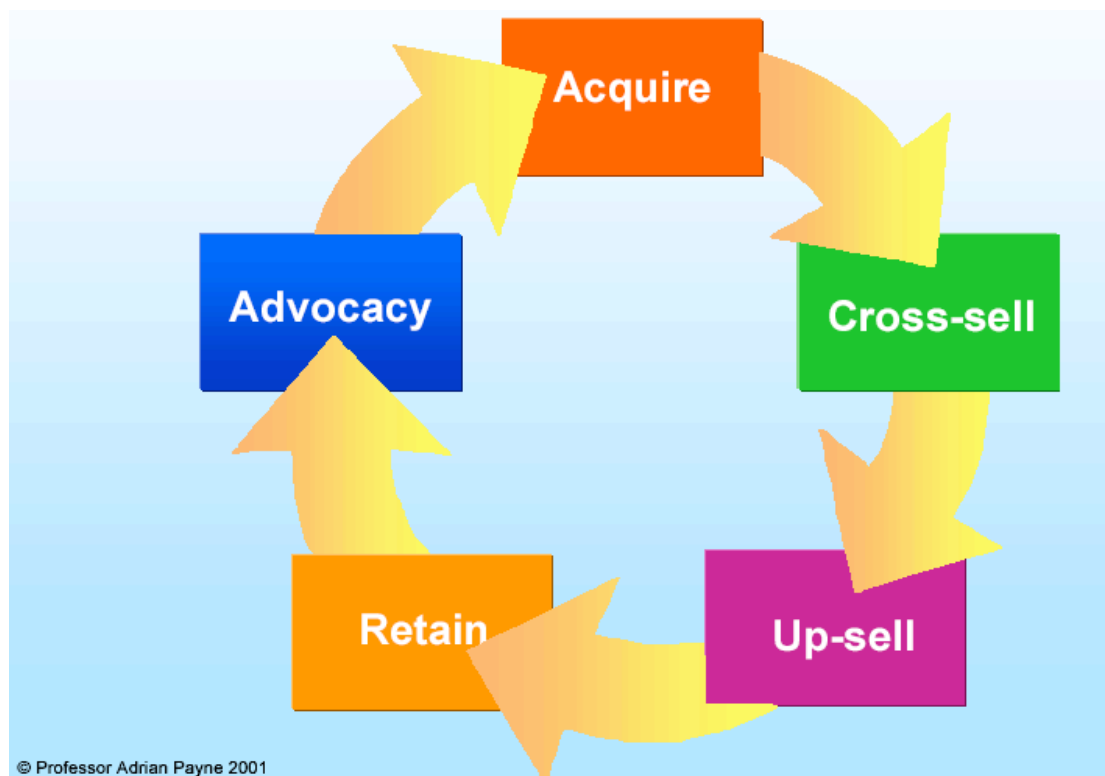 Acquire
Cross-sell
Up-sell
Retain
Advocacy
© Professor Adrian Payne 2001